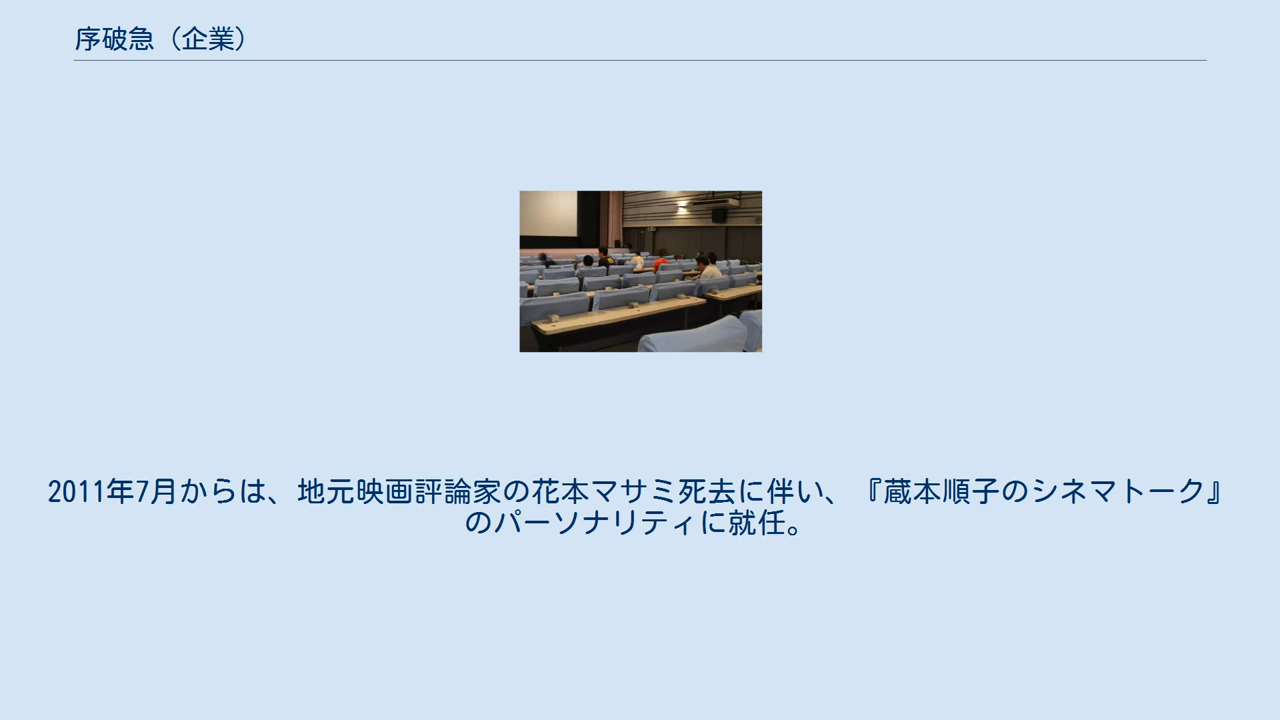 序破急（企業）
2011年7月からは、地元映画評論家の花本マサミ死去に伴い、『蔵本順子のシネマトーク』
のパーソナリティに就任。